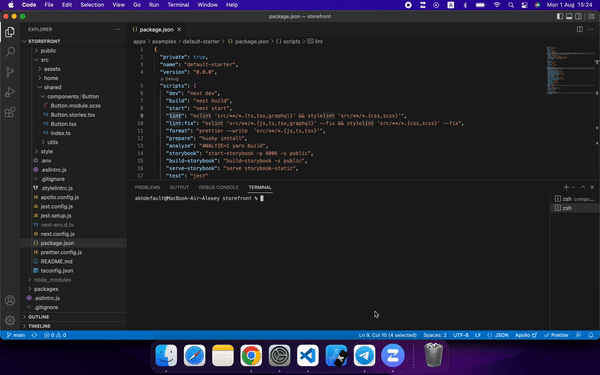 Code File Edit Selection View Go Run Terminal Window Help
Mon 1 Aug 15:24
package.json — storefront
EXPLORER
STOREFRONT
public
src
assets
home
shared
components/Button
Button.module.scss
Button.stories.tsx
Button.tsx
index.ts
utils
style
.env
.eslintrc.js
.gitignore
.stylelintrc.js
apollo.config.js
jest.config.js
jest.setup.js
next-env.d.ts
next.config.js
package.json
prettier.config.js
README.md
tsconfig.json
node_modules
packages
.eslintrc.js
.gitignore
OUTLINE
TIMELINE
package.json
apps > examples > default-starter > package.json > scripts > lint
1 {
2 "private": true,
3 "name": "default-starter",
4 "version": "0.0.0",
Debug
5 "scripts": {
6 "dev": "next dev",
7 "build": "next build",
8 "start": "next start",
9 "lint": "eslint 'src/**/*.{ts,tsx,graphql}' && stylelint 'src/**/*.{css,scss}'",
10 "lint:fix": "eslint 'src/**/*.{js,ts,tsx,graphql}' --fix && stylelint 'src/**/*.{css,scss}' --fix",
11 "format": "prettier --write 'src/**/*.{js,ts,tsx}'",
12 "prepare": "husky install",
13 "analyze": "ANALYZE=1 yarn build",
14 "storybook": "start-storybook -p 6006 -s public",
15 "build-storybook": "build-storybook -s public",
16 "serve-storybook": "serve storybook-static",
17 "test": "jest"
PROBLEMS OUTPUT DEBUG CONSOLE TERMINAL
akhdefault@MacBook-Air-Alexey storefront %
zsh compo...
zsh
main 0 0
Ln 9, Col 10 (4 selected) Spaces: 2 UTF-8 LF {} JSON Apollo Prettier